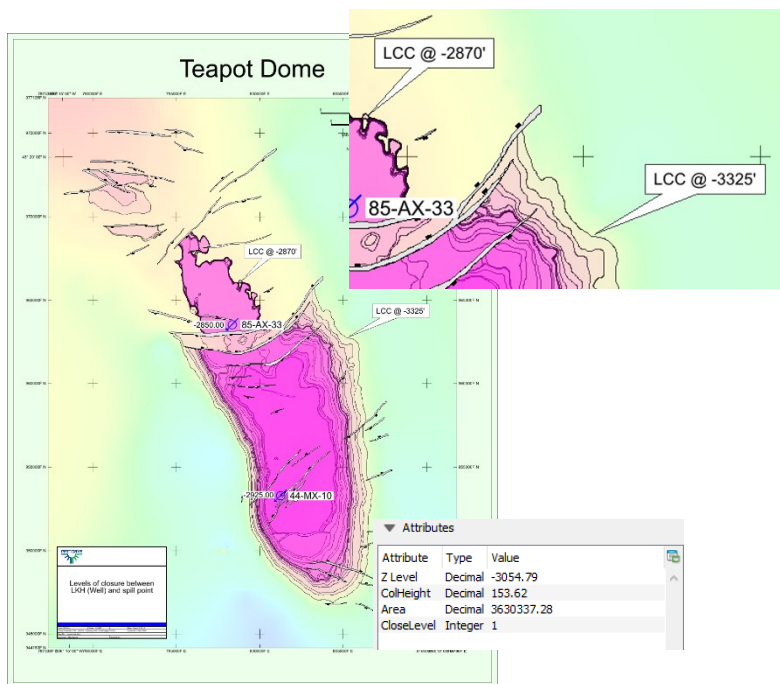 Teapot Dome
LCC @ -2870'
LCC @ -3325'
85-AX-33
LCC @ -2870'
LCC @ -3325'
-2850.00 85-AX-33
-2925.00 44-MX-10
Levels of closure between
LKH (Well) and spill point
Attributes
Attribute Type Value
Z Level Decimal -3054.79
ColHeight Decimal 153.62
Area Decimal 3630337.28
CloseLevel Integer 1